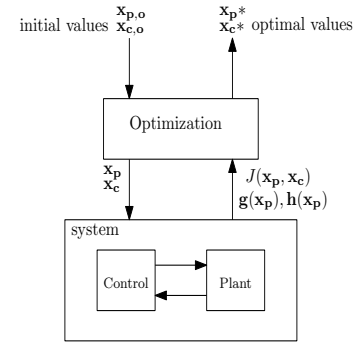 initial values x_p,o
x_c,o
x_p*
x_c* optimal values
Optimization
x_p
x_c
J(x_p, x_c)
g(x_p), h(x_p)
system
Control
Plant